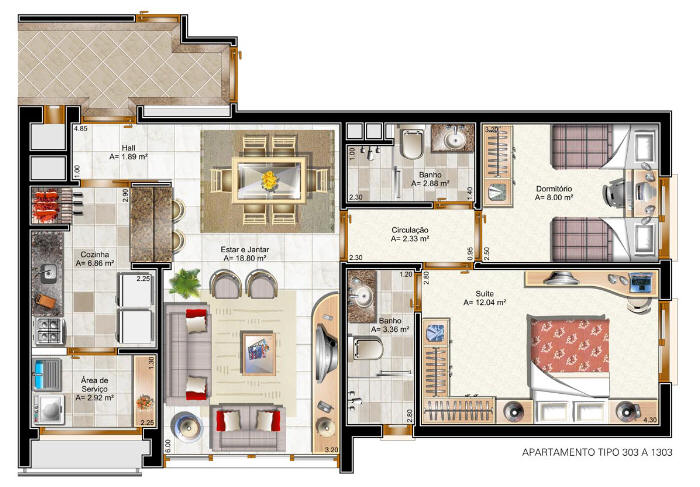 4.85
Hall
A= 1.89 m²
1.00
2.90
1.00
Banho
A= 2.88 m²
2.30
1.40
3.20
Dormitório
A= 8.00 m²
Circulação
A= 2.33 m²
2.30
0.95
2.50
Estar e Jantar
A= 18.80 m²
Cozinha
A= 6.86 m²
2.25
1.20
2.80
Suíte
A= 12.04 m²
Banho
A= 3.36 m²
1.30
Área de
Serviço
A= 2.92 m²
2.25
6.00
3.20
2.80
4.30
APARTAMENTO TIPO 303 A 1303